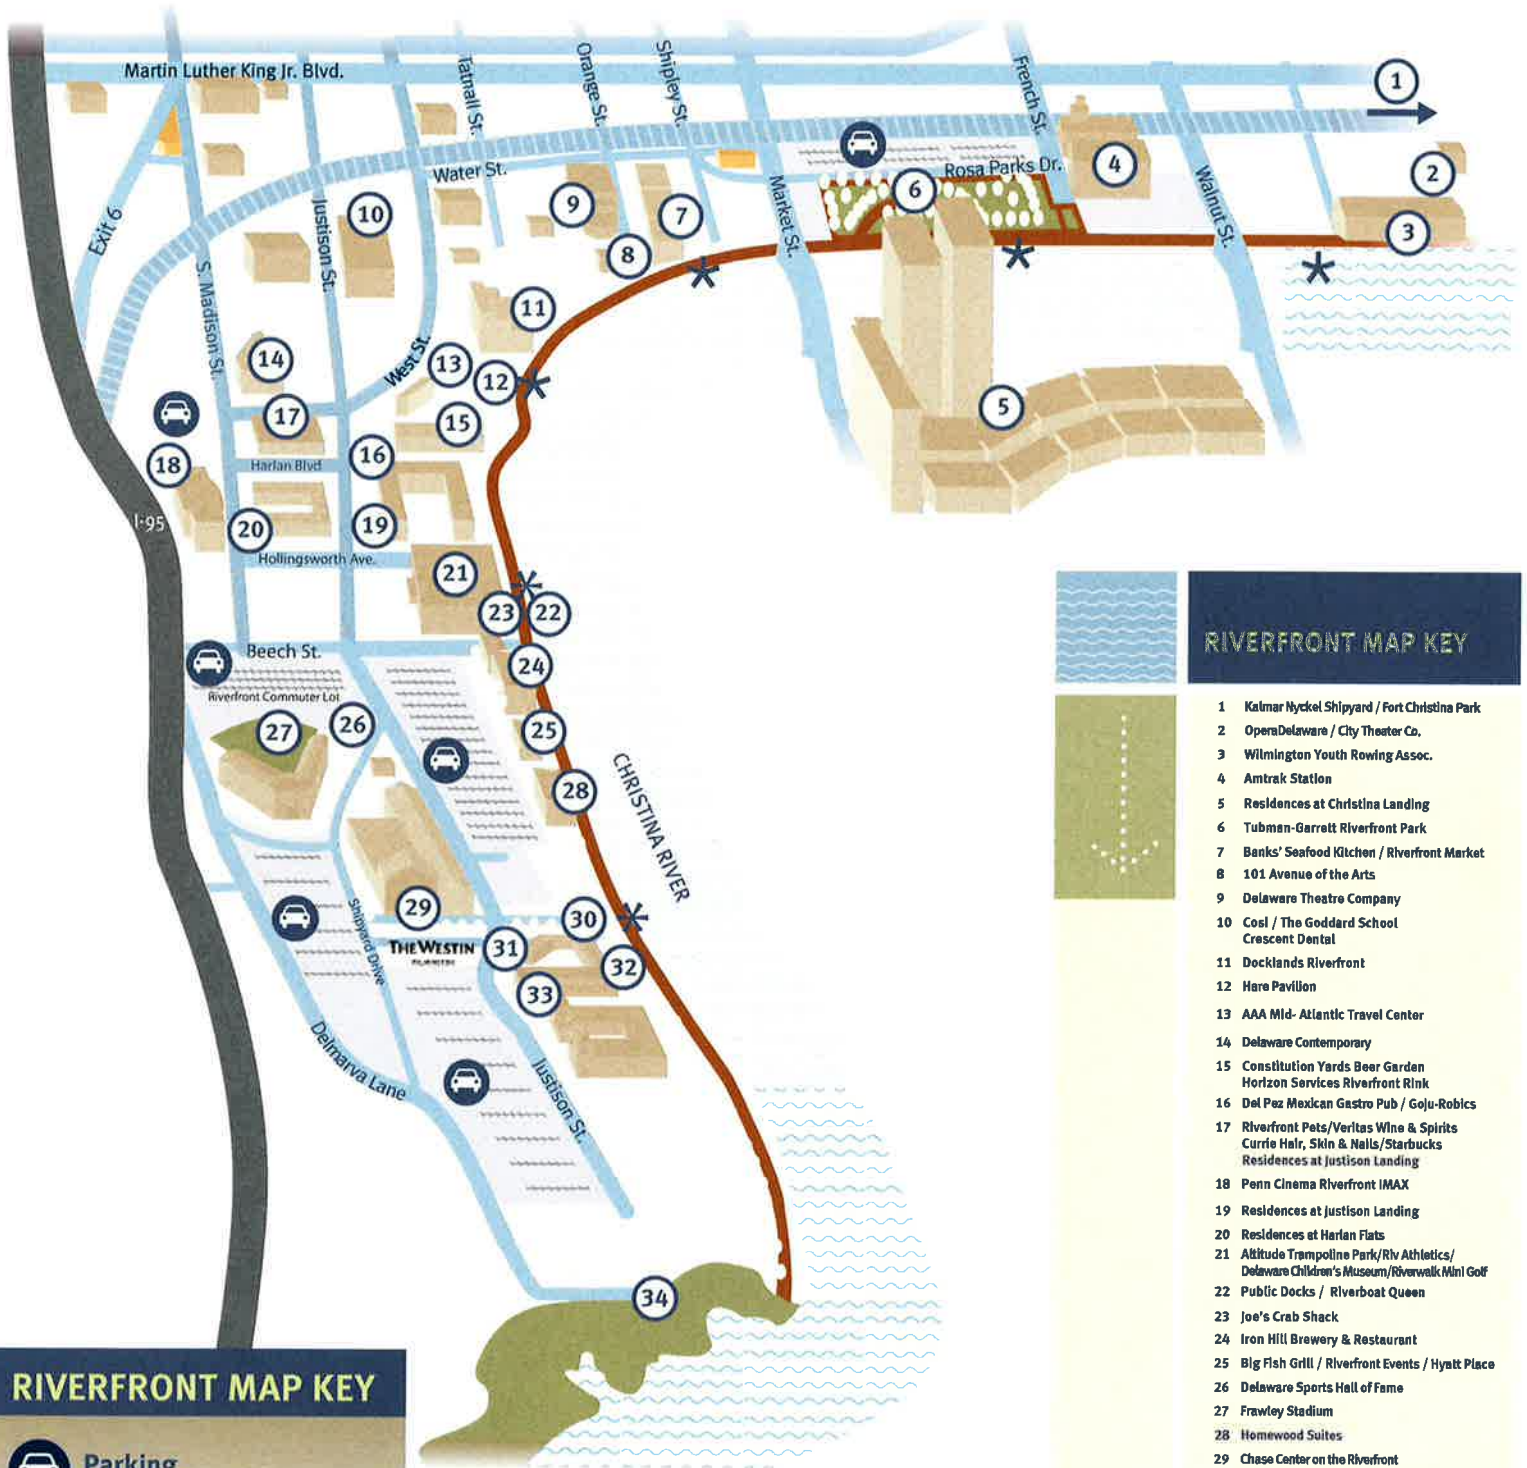 Martin Luther King Jr. Blvd.
Tatnall St.
Orange St.
Shipley St.
French St.
1
Exit 6
Water St.
Market St.
Rosa Parks Dr.
Walnut St.
4
2
6
10
9
7
3
8
S. Madison St.
Justison St.
11
West St.
14
13
12
17
15
5
16
18
Harlan Blvd
I-95
20
19
Hollingsworth Ave.
21
23
22
Beech St.
24
Riverfront Commuter Lot
27
26
25
28
CHRISTINA RIVER
29
30
Shipyard Drive
THE WESTIN
31
32
33
Delmarva Lane
Justison St.
34
RIVERFRONT MAP KEY
Parking
RIVERFRONT MAP KEY
1 Kalmar Nyckel Shipyard / Fort Christina Park
2 OperaDelaware / City Theater Co.
3 Wilmington Youth Rowing Assoc.
4 Amtrak Station
5 Residences at Christina Landing
6 Tubman-Garrett Riverfront Park
7 Banks' Seafood Kitchen / Riverfront Market
8 101 Avenue of the Arts
9 Delaware Theatre Company
10 Cosi / The Goddard School
Crescent Dental
11 Docklands Riverfront
12 Hare Pavilion
13 AAA Mid- Atlantic Travel Center
14 Delaware Contemporary
15 Constitution Yards Beer Garden
Horizon Services Riverfront Rink
16 Del Pez Mexican Gastro Pub / Goju-Robics
17 Riverfront Pets/Veritas Wine & Spirits
Currie Hair, Skin & Nails/Starbucks
Residences at Justison Landing
18 Penn Cinema Riverfront IMAX
19 Residences at Justison Landing
20 Residences at Harlan Flats
21 Altitude Trampoline Park/Riv Athletics/
Delaware Children's Museum/Riverwalk Mini Golf
22 Public Docks / Riverboat Queen
23 Joe's Crab Shack
24 Iron Hill Brewery & Restaurant
25 Big Fish Grill / Riverfront Events / Hyatt Place
26 Delaware Sports Hall of Fame
27 Frawley Stadium
28 Homewood Suites
29 Chase Center on the Riverfront